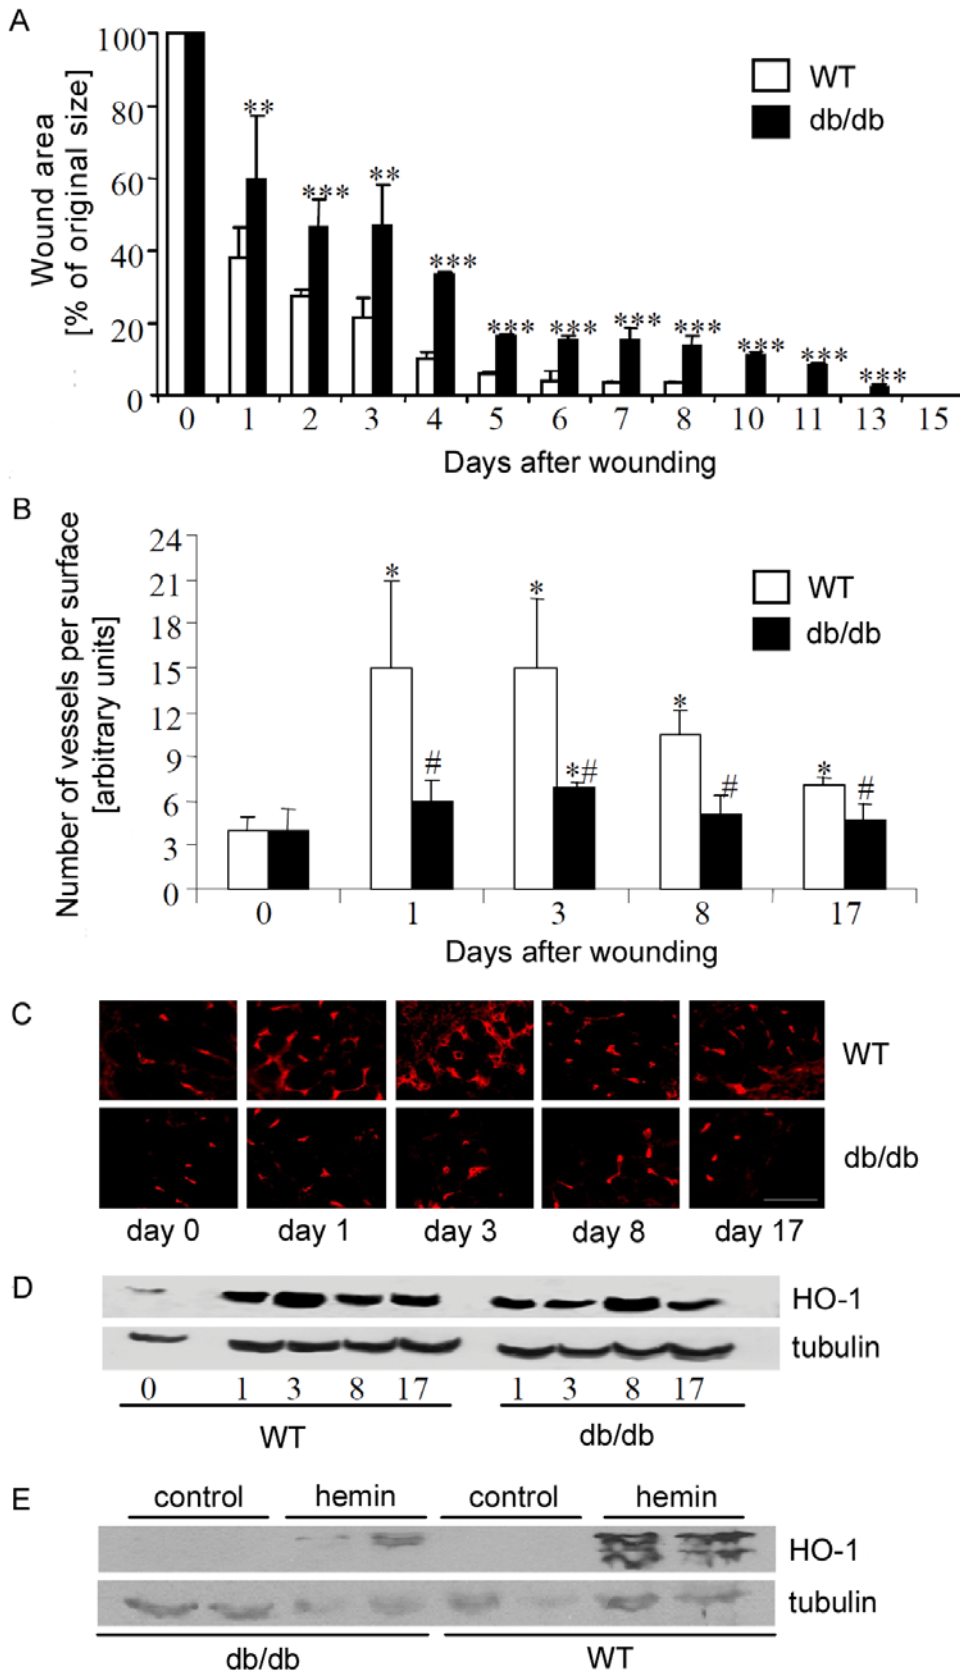 A
Wound area
[% of original size]
100
80
60
40
20
0
** *** ** *** *** *** *** *** *** *** ***
WT
db/db
0 1 2 3 4 5 6 7 8 10 11 13 15
Days after wounding
B
Number of vessels per surface
[arbitrary units]
24
21
18
15
12
9
6
3
0
* # * *# * # * #
WT
db/db
0 1 3 8 17
Days after wounding
C
WT
db/db
day 0 day 1 day 3 day 8 day 17
D
HO-1
tubulin
0 1 3 8 17 1 3 8 17
WT db/db
E
control hemin control hemin
HO-1
tubulin
db/db WT